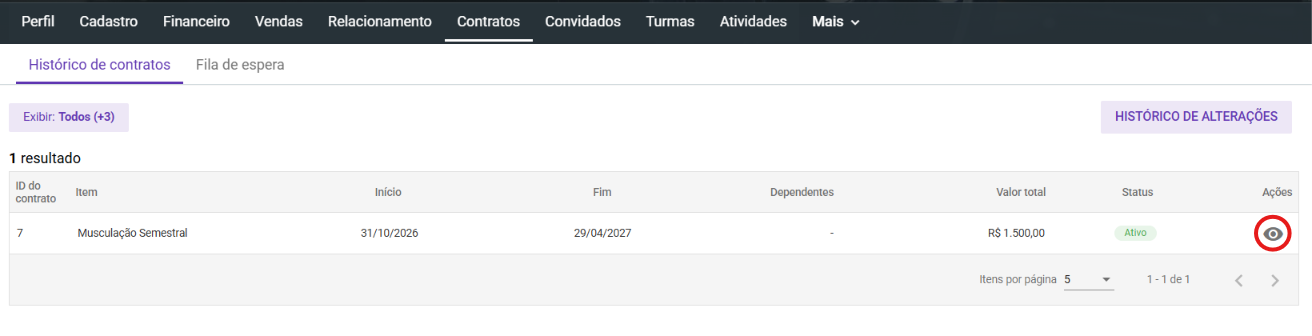 Perfil Cadastro Financeiro Vendas Relacionamento Contratos Convidados Turmas Atividades Mais
Histórico de contratos Fila de espera
Exibir: Todos (+3) HISTÓRICO DE ALTERAÇÕES
1 resultado
ID do contrato Item Início Fim Dependentes Valor total Status Ações
7 Musculação Semestral 31/10/2026 29/04/2027 - R$ 1.500,00 Ativo
Itens por página 5 1 - 1 de 1